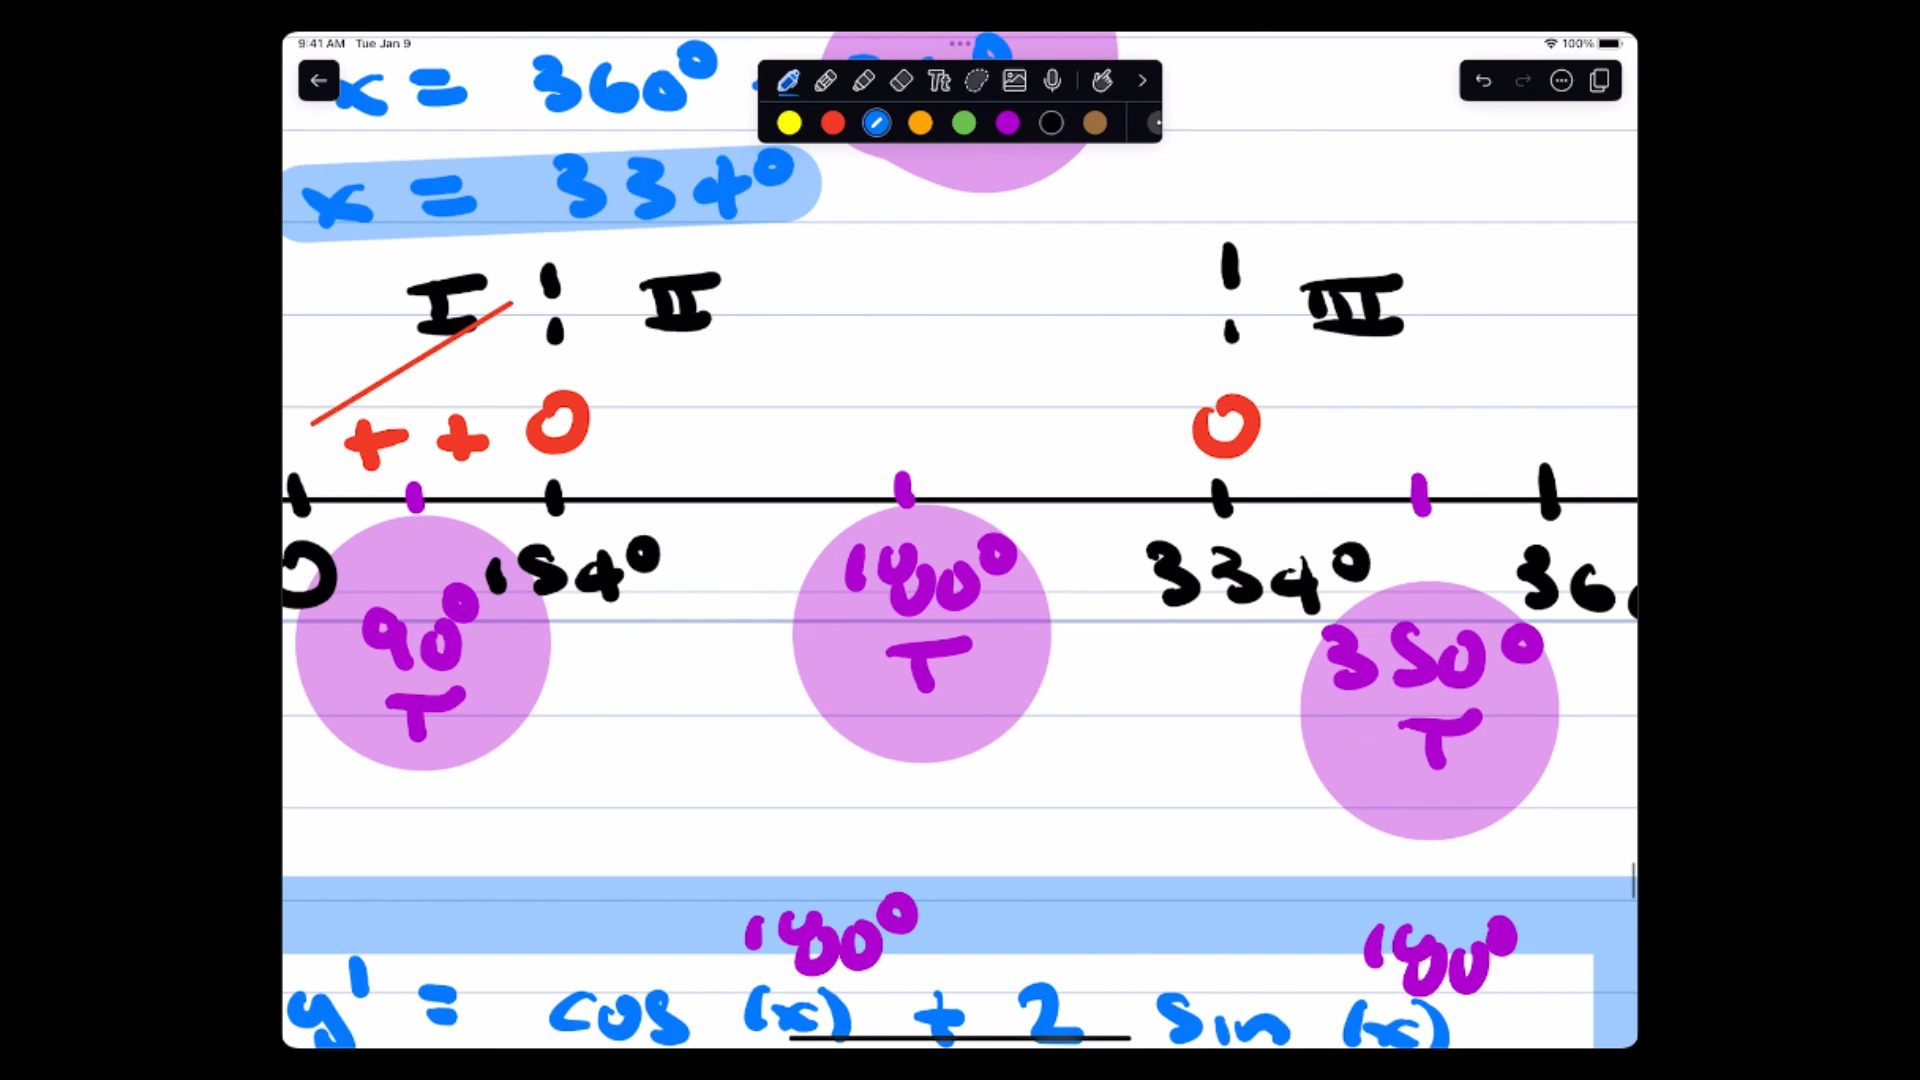 9:41 AM Tue Jan 9 100%
x = 360°
Tt
x = 334°
I II III
+ + 0 0
0 154° 180° 334° 36
90° T 350°
T T
180° 180°
y' = cos (x) + 2 sin (x)